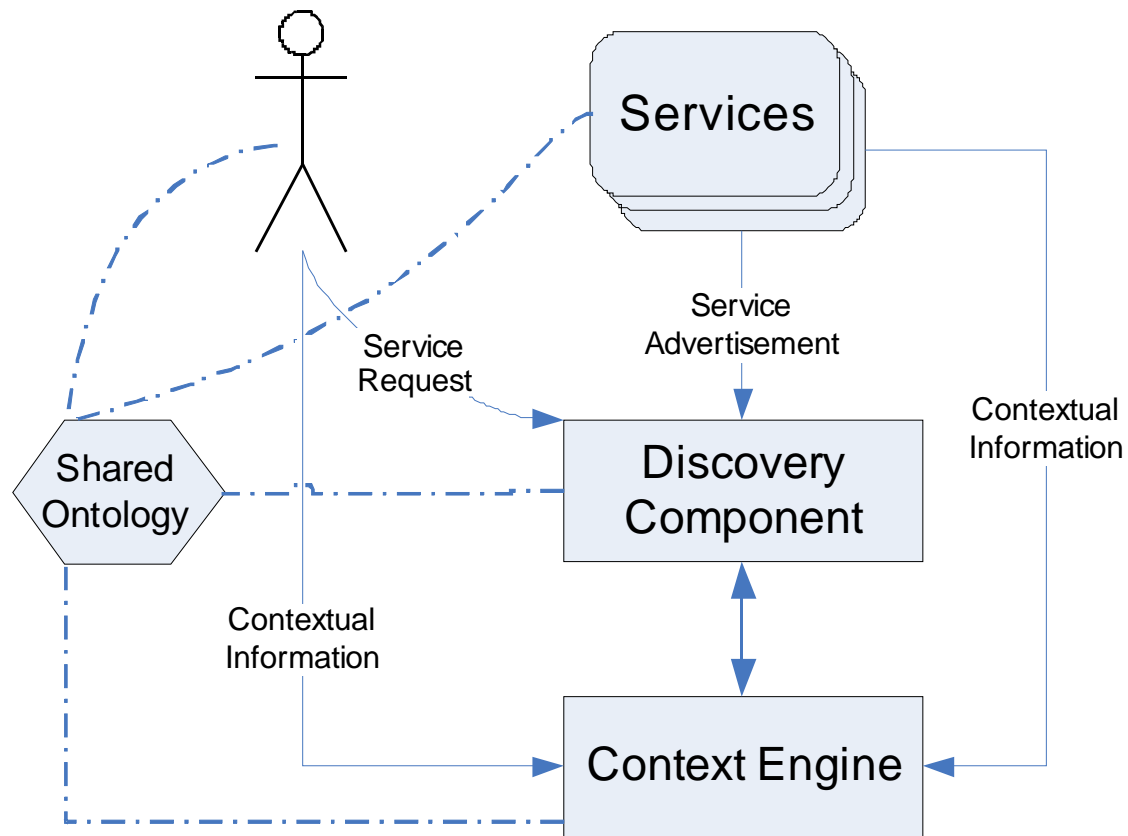 Services
Service
Advertisement
Service
Request
Contextual
Information
Shared
Ontology
Discovery
Component
Contextual
Information
Context Engine